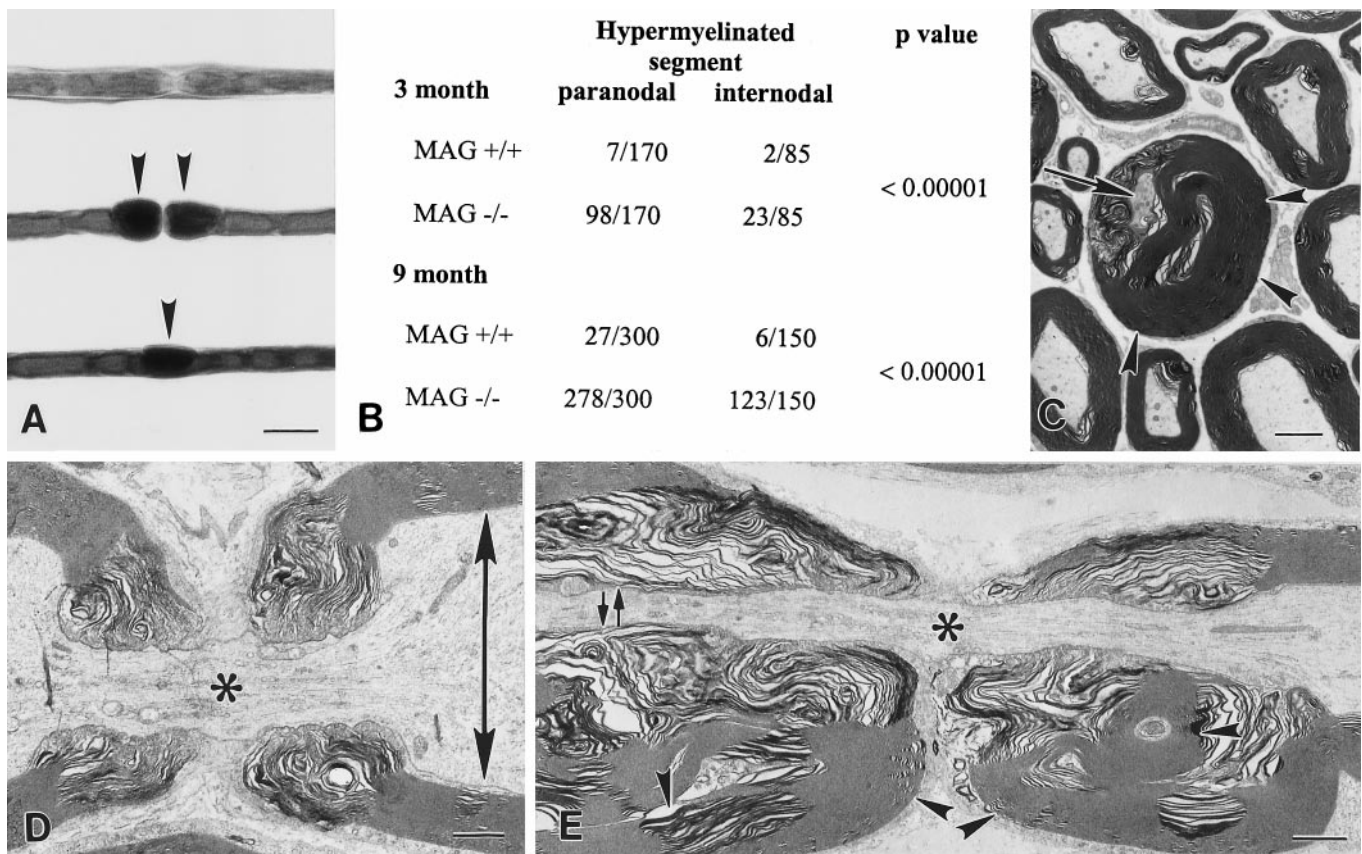 A
B
Hypermyelinated
segment
p value
3 month
paranodal internodal
MAG +/+ 7/170 2/85
< 0.00001
MAG -/- 98/170 23/85
9 month
MAG +/+ 27/300 6/150
< 0.00001
MAG -/- 278/300 123/150
C
D
*
E
*